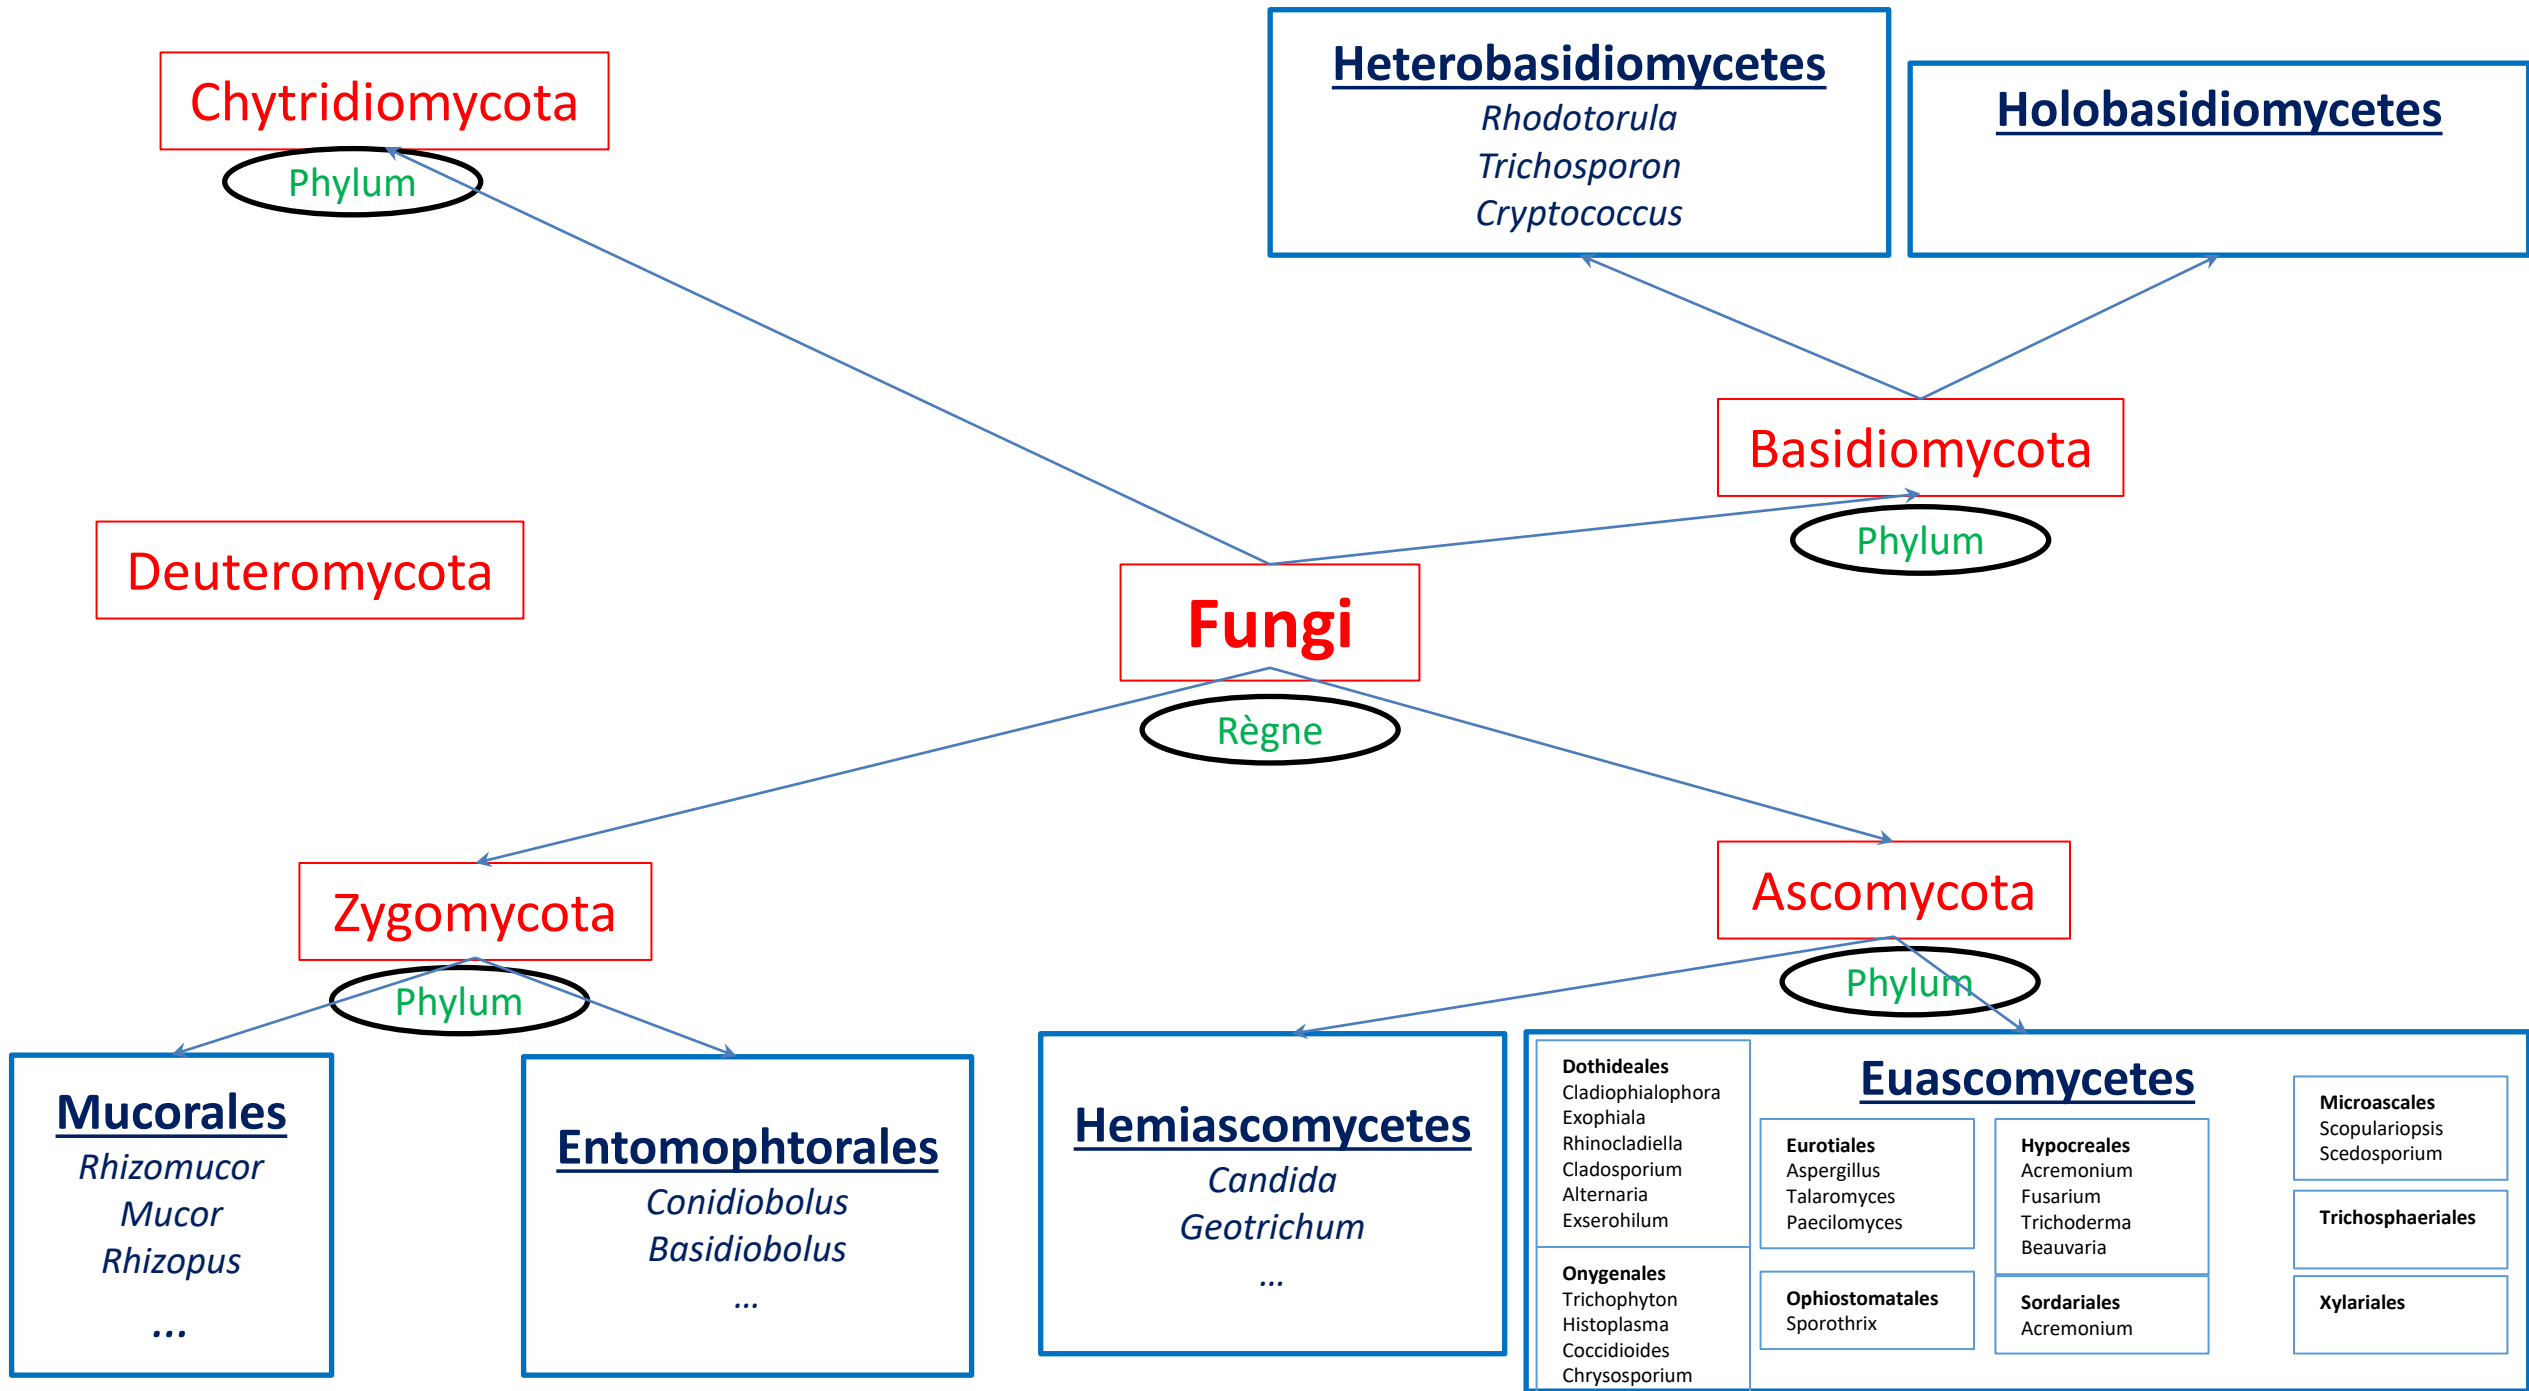 Chytridiomycota
Phylum
Heterobasidiomycetes
Rhodotorula
Trichosporon
Cryptococcus
Holobasidiomycetes
Basidiomycota
Phylum
Deuteromycota
Fungi
Règne
Zygomycota
Phylum
Ascomycota
Phylum
Mucorales
Rhizomucor
Mucor
Rhizopus
...
Entomophtorales
Conidiobolus
Basidiobolus
...
Hemiascomycetes
Candida
Geotrichum
...
Euascomycetes
Dothideales
Cladiophialophora
Exophiala
Rhinocladiella
Cladosporium
Alternaria
Exserohilum
Onygenales
Trichophyton
Histoplasma
Coccidioides
Chrysosporium
Eurotiales
Aspergillus
Talaromyces
Paecilomyces
Ophiostomatales
Sporothrix
Hypocreales
Acremonium
Fusarium
Trichoderma
Beauvaria
Sordariales
Acremonium
Microascales
Scopulariopsis
Scedosporium
Trichosphaeriales
Xylariales